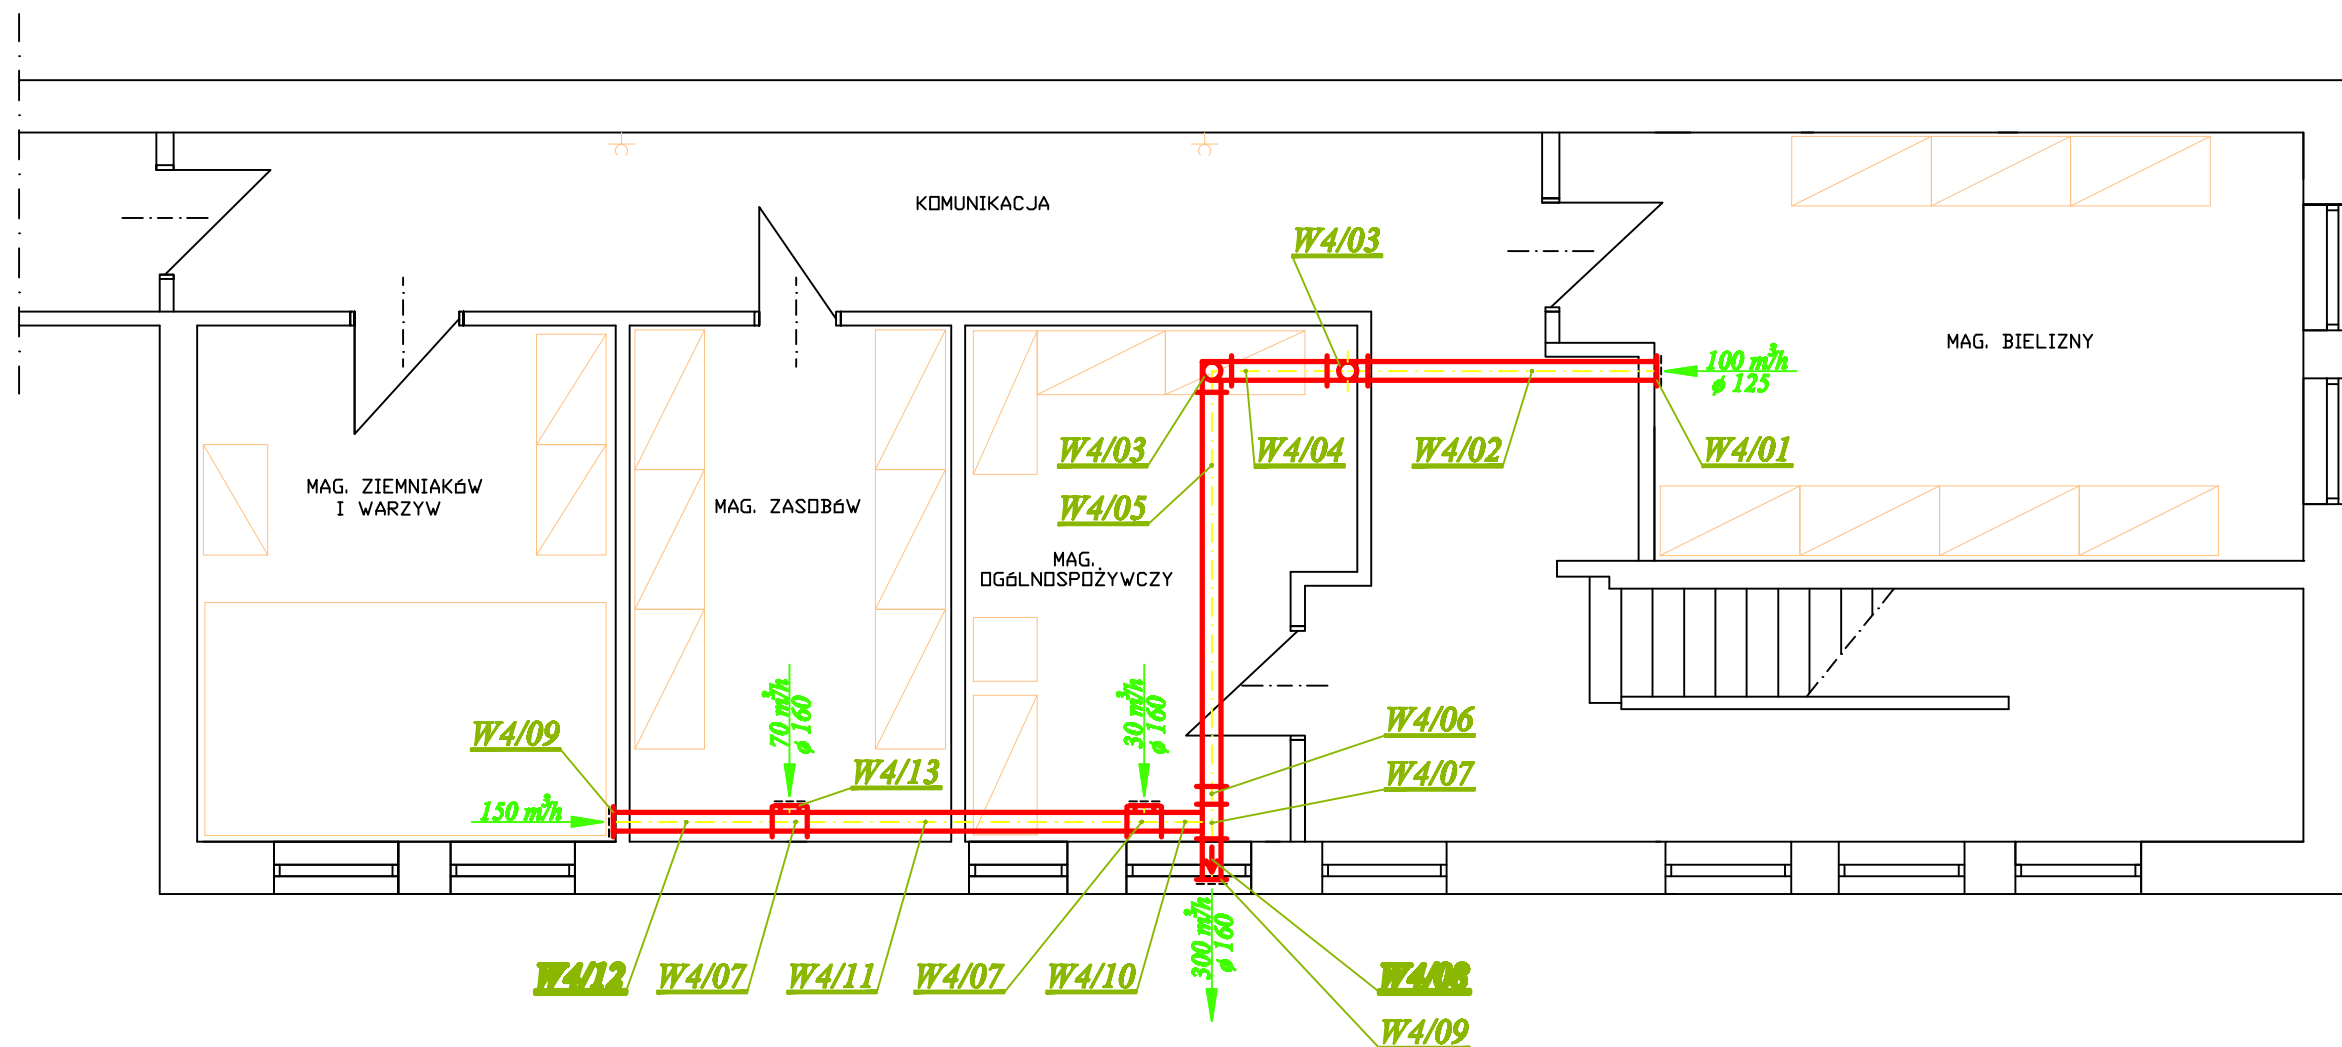 KOMUNIKACJA
W4/03
MAG. BIELIZNY
100 m³/h
ϕ 125
W4/03
W4/04
W4/02
W4/01
MAG. ZIEMNIAKóW
I WARZYW
MAG. ZASOBóW
W4/05
MAG.
OGóLNOSPOŻYWCZY
70 m³/h
ϕ 160
30 m³/h
ϕ 160
W4/09
W4/06
W4/13
W4/07
150 m³/h
300 m³/h
ϕ 160
W4/12
W4/07
W4/11
W4/07
W4/10
W4/08
W4/09